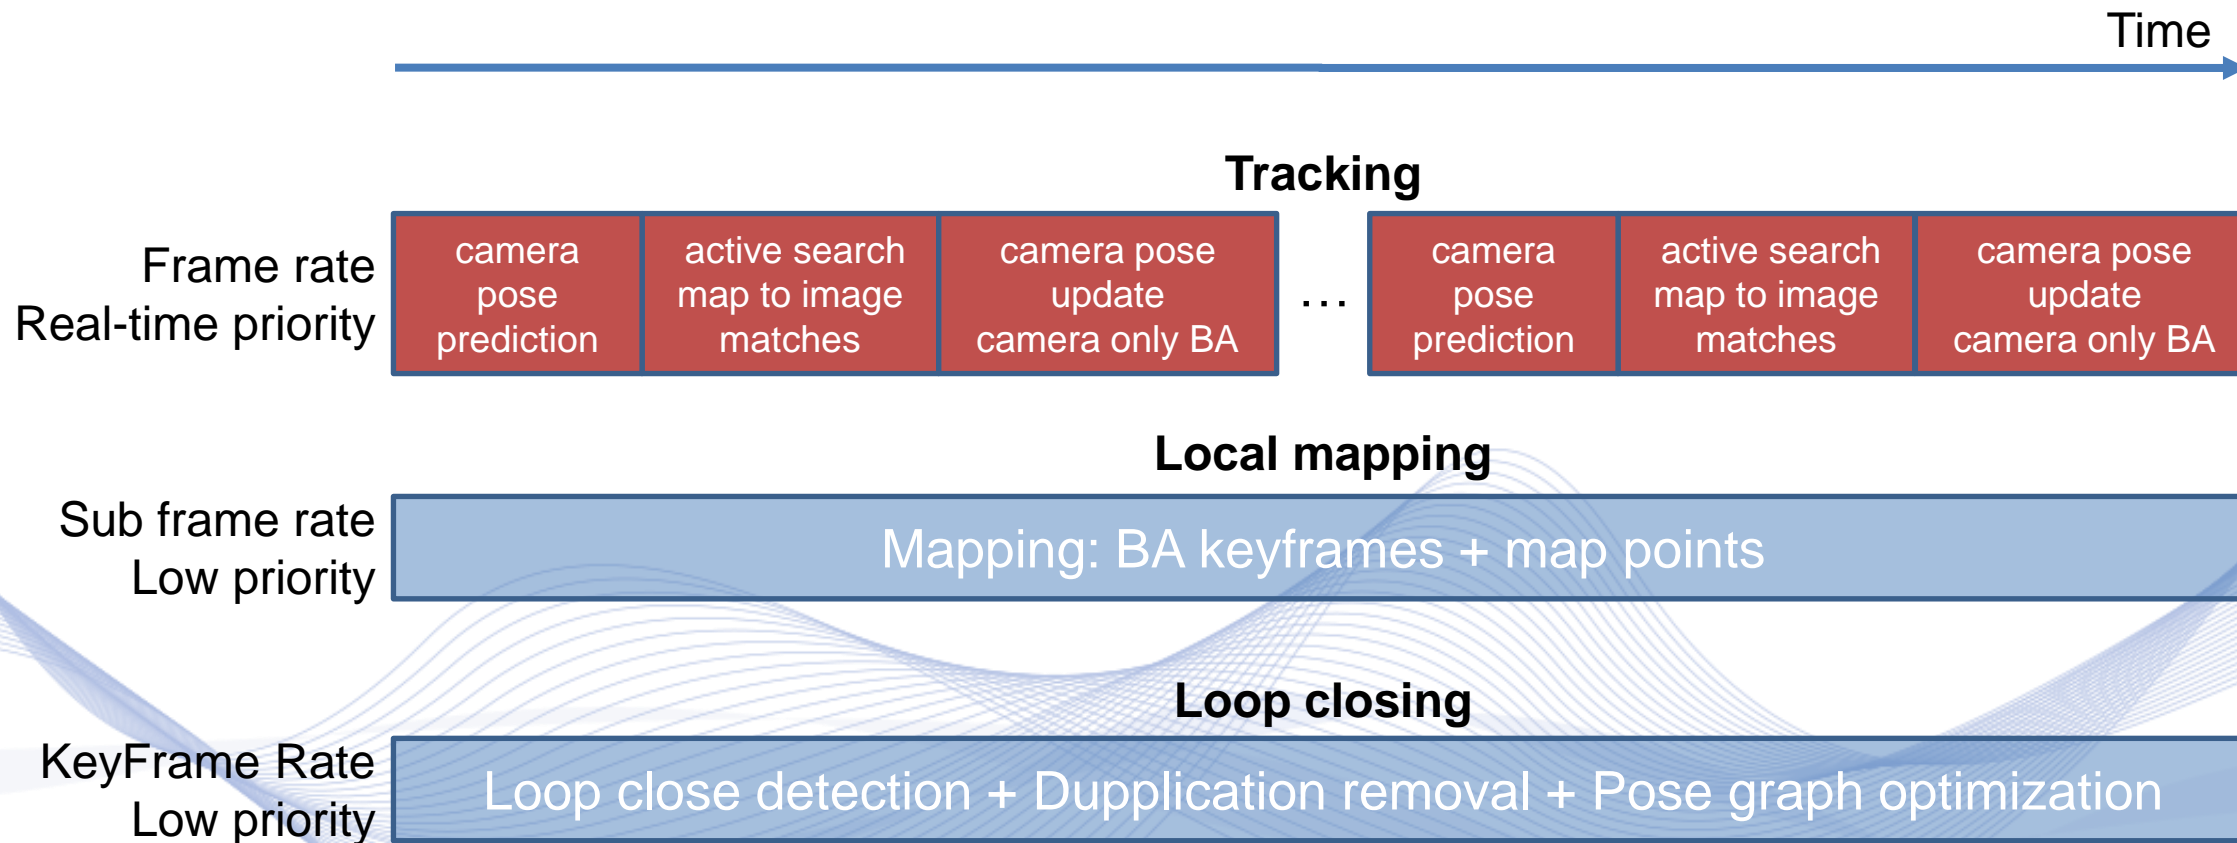 Time
Tracking
Frame rate
Real-time priority
camera
pose
prediction
active search
map to image
matches
camera pose
update
camera only BA
...
camera
pose
prediction
active search
map to image
matches
camera pose
update
camera only BA
Local mapping
Sub frame rate
Low priority
Mapping: BA keyframes + map points
Loop closing
KeyFrame Rate
Low priority
Loop close detection + Dupplication removal + Pose graph optimization